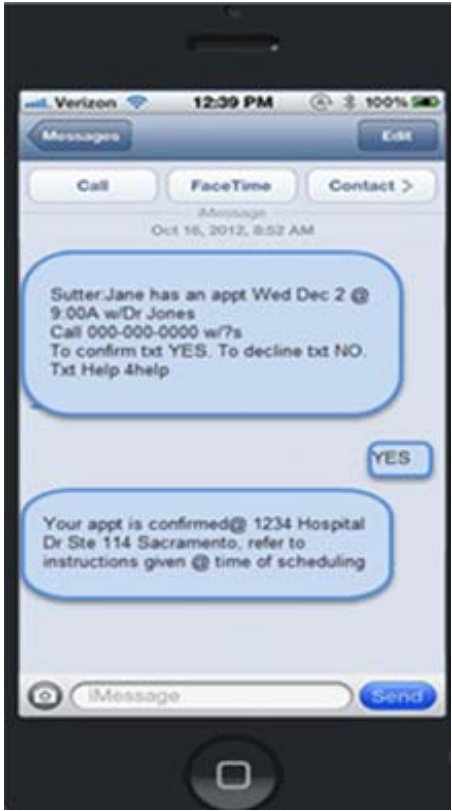 Verizon 12:39 PM 100%
Messages Edit
Call FaceTime Contact >
iMessage
Oct 16, 2012, 8:52 AM
Sutter:Jane has an appt Wed Dec 2 @
9:00A w/Dr Jones
Call 000-000-0000 w/?s
To confirm txt YES. To decline txt NO.
Txt Help 4help
YES
Your appt is confirmed@ 1234 Hospital
Dr Ste 114 Sacramento, refer to
instructions given @ time of scheduling
iMessage Send